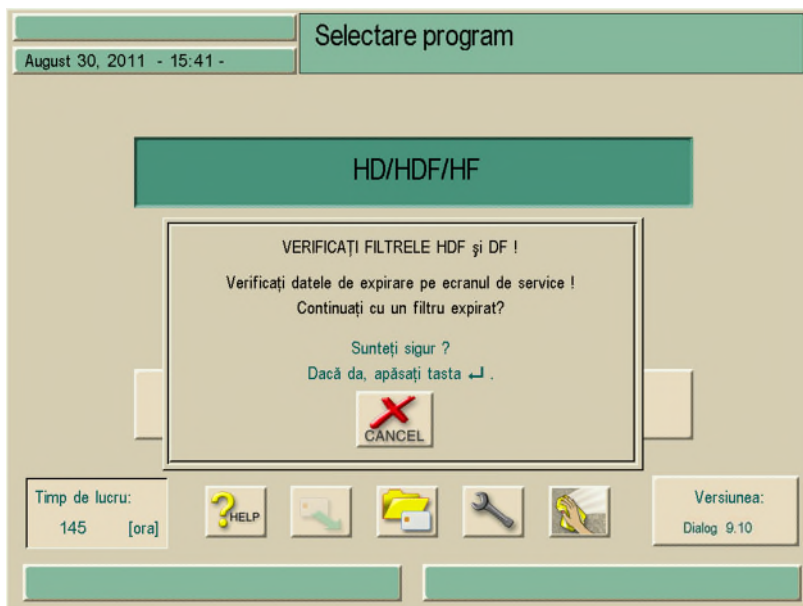 Selectare program
August 30, 2011 - 15:41 -
HD/HDF/HF
VERIFICAȚI FILTRELE HDF și DF !
Verificați datele de expirare pe ecranul de service !
Continuați cu un filtru expirat?
Sunteți sigur ?
Dacă da, apăsați tasta ↵ .
CANCEL
Timp de lucru:
145 [ora]
HELP
Versiunea:
Dialog 9.10